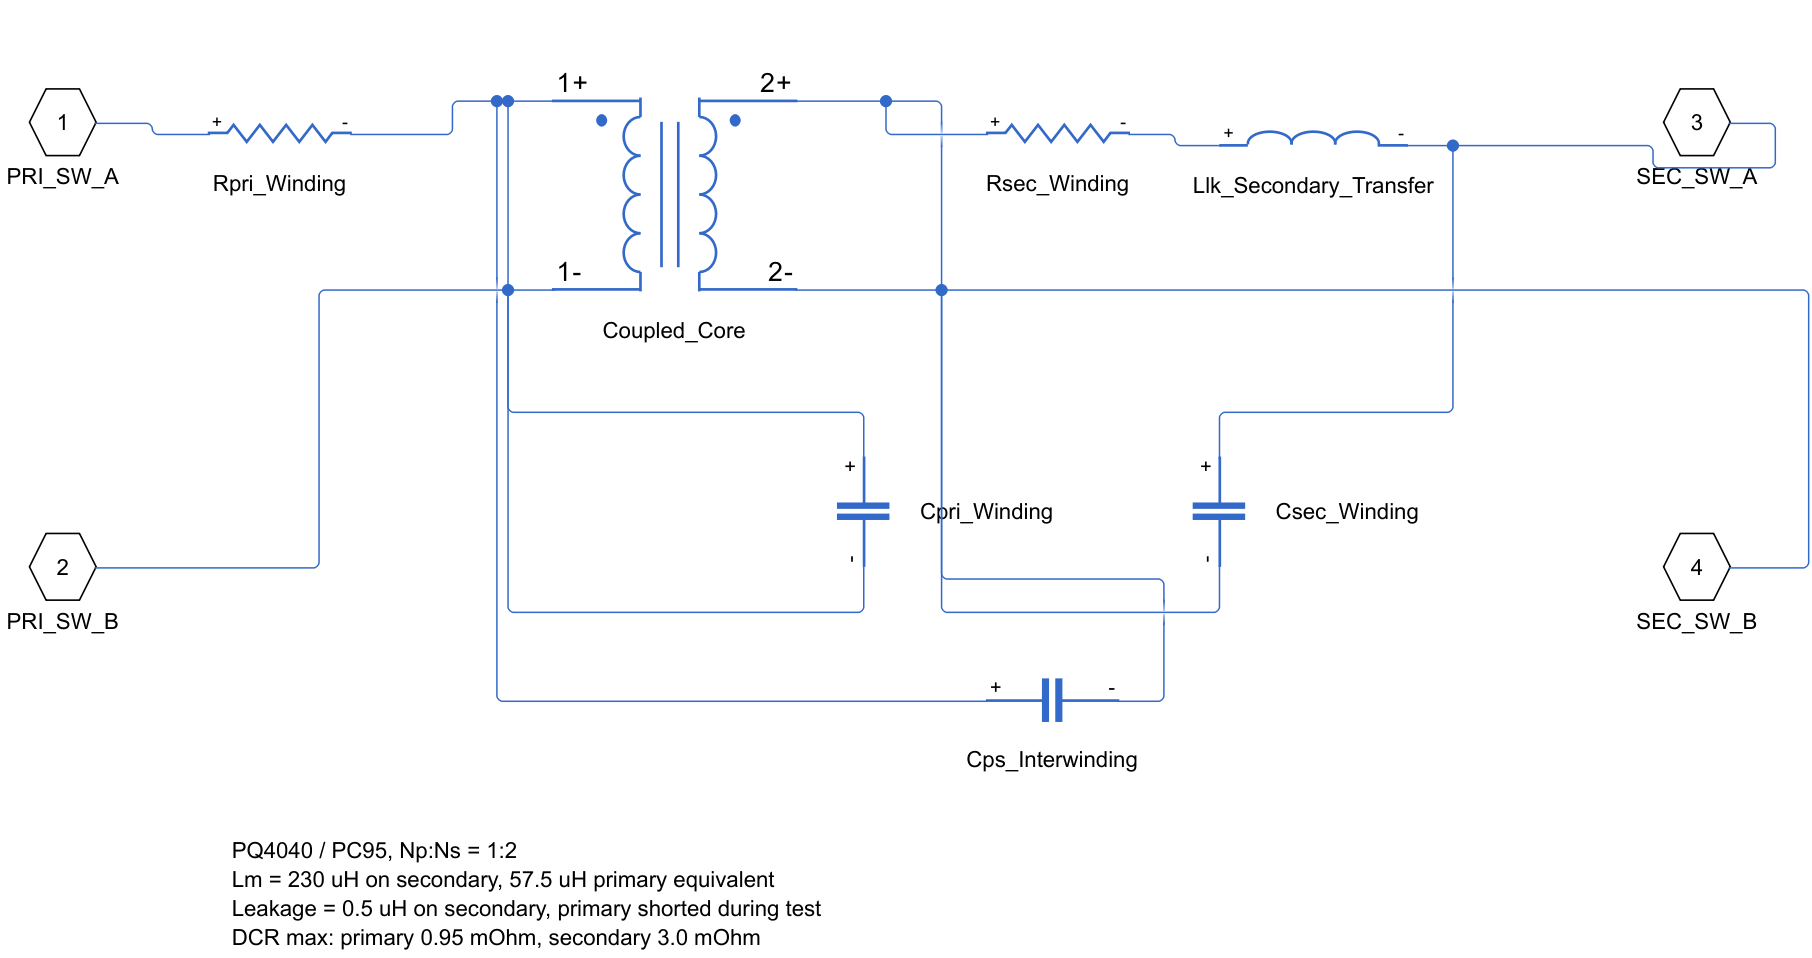 1+
2+
1
+
-
+
-
+
-
3
PRI_SW_A
Rpri_Winding
Rsec_Winding
Llk_Secondary_Transfer
SEC_SW_A
1-
2-
Coupled_Core
+
+
Cpri_Winding
Csec_Winding
-
-
2
4
PRI_SW_B
SEC_SW_B
+
-
Cps_Interwinding
PQ4040 / PC95, Np:Ns = 1:2
Lm = 230 uH on secondary, 57.5 uH primary equivalent
Leakage = 0.5 uH on secondary, primary shorted during test
DCR max: primary 0.95 mOhm, secondary 3.0 mOhm